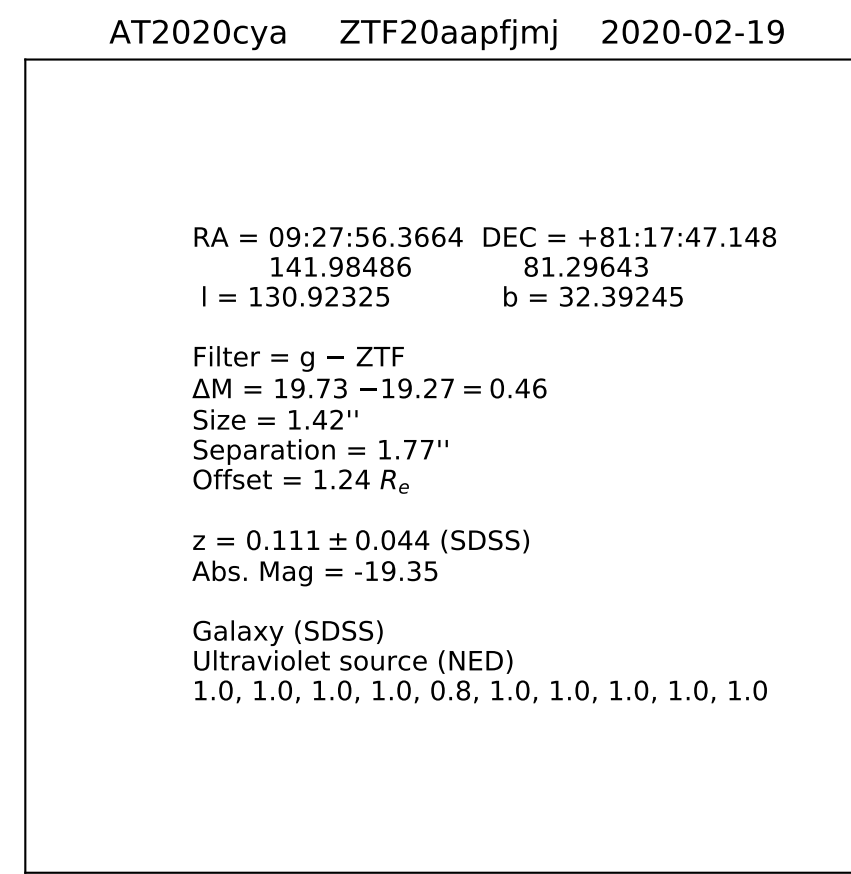 AT2020cya ZTF20aapfjmj 2020-02-19
RA = 09:27:56.3664 DEC = +81:17:47.148
141.98486 81.29643
l = 130.92325 b = 32.39245
Filter = g − ZTF
ΔM = 19.73 −19.27 = 0.46
Size = 1.42''
Separation = 1.77''
Offset = 1.24 Re
z = 0.111 ± 0.044 (SDSS)
Abs. Mag = -19.35
Galaxy (SDSS)
Ultraviolet source (NED)
1.0, 1.0, 1.0, 1.0, 0.8, 1.0, 1.0, 1.0, 1.0, 1.0